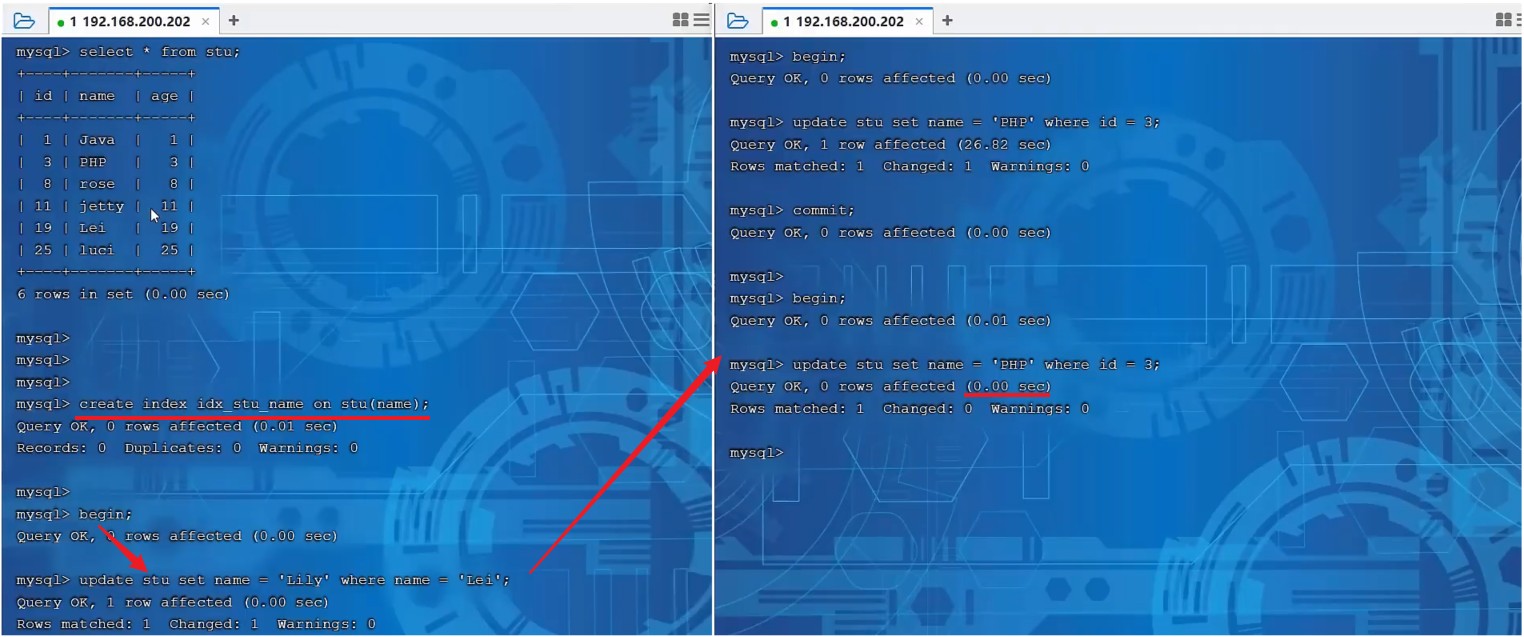 1 192.168.200.202 × +
mysql> select * from stu;
+----+-------+-----+
| id | name  | age |
+----+-------+-----+
|  1 | Java  |   1 |
|  3 | PHP   |   3 |
|  8 | rose  |   8 |
| 11 | jetty |  11 |
| 19 | Lei   |  19 |
| 25 | luci  |  25 |
+----+-------+-----+
6 rows in set (0.00 sec)
mysql>
mysql>
mysql>
mysql> create index idx_stu_name on stu(name);
Query OK, 0 rows affected (0.01 sec)
Records: 0  Duplicates: 0  Warnings: 0
mysql>
mysql> begin;
Query OK, 0 rows affected (0.00 sec)
mysql> update stu set name = 'Lily' where name = 'Lei';
Query OK, 1 row affected (0.00 sec)
Rows matched: 1  Changed: 1  Warnings: 0
1 192.168.200.202 × +
mysql> begin;
Query OK, 0 rows affected (0.00 sec)
mysql> update stu set name = 'PHP' where id = 3;
Query OK, 1 row affected (26.82 sec)
Rows matched: 1  Changed: 1  Warnings: 0
mysql> commit;
Query OK, 0 rows affected (0.00 sec)
mysql>
mysql> begin;
Query OK, 0 rows affected (0.01 sec)
mysql> update stu set name = 'PHP' where id = 3;
Query OK, 0 rows affected (0.00 sec)
Rows matched: 1  Changed: 0  Warnings: 0
mysql>